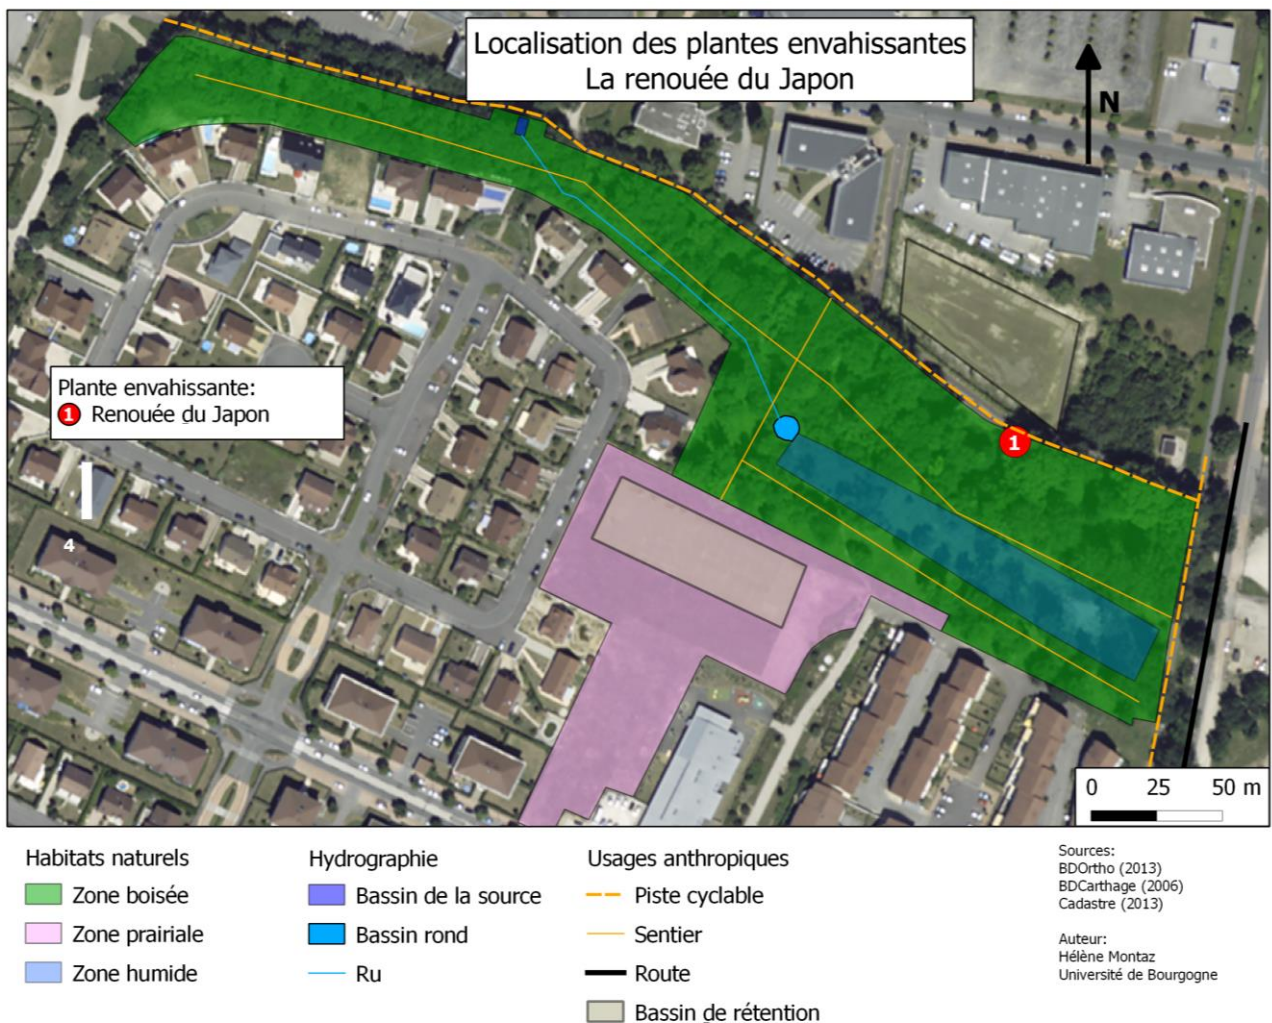 Localisation des plantes envahissantes
La renouée du Japon
N
Plante envahissante:
1 Renouée du Japon
1
4
0 25 50 m
Habitats naturels
Zone boisée
Zone prairiale
Zone humide
Hydrographie
Bassin de la source
Bassin rond
Ru
Usages anthropiques
Piste cyclable
Sentier
Route
Bassin de rétention
Sources:
BDOrtho (2013)
BDCarthage (2006)
Cadastre (2013)
Auteur:
Hélène Montaz
Université de Bourgogne